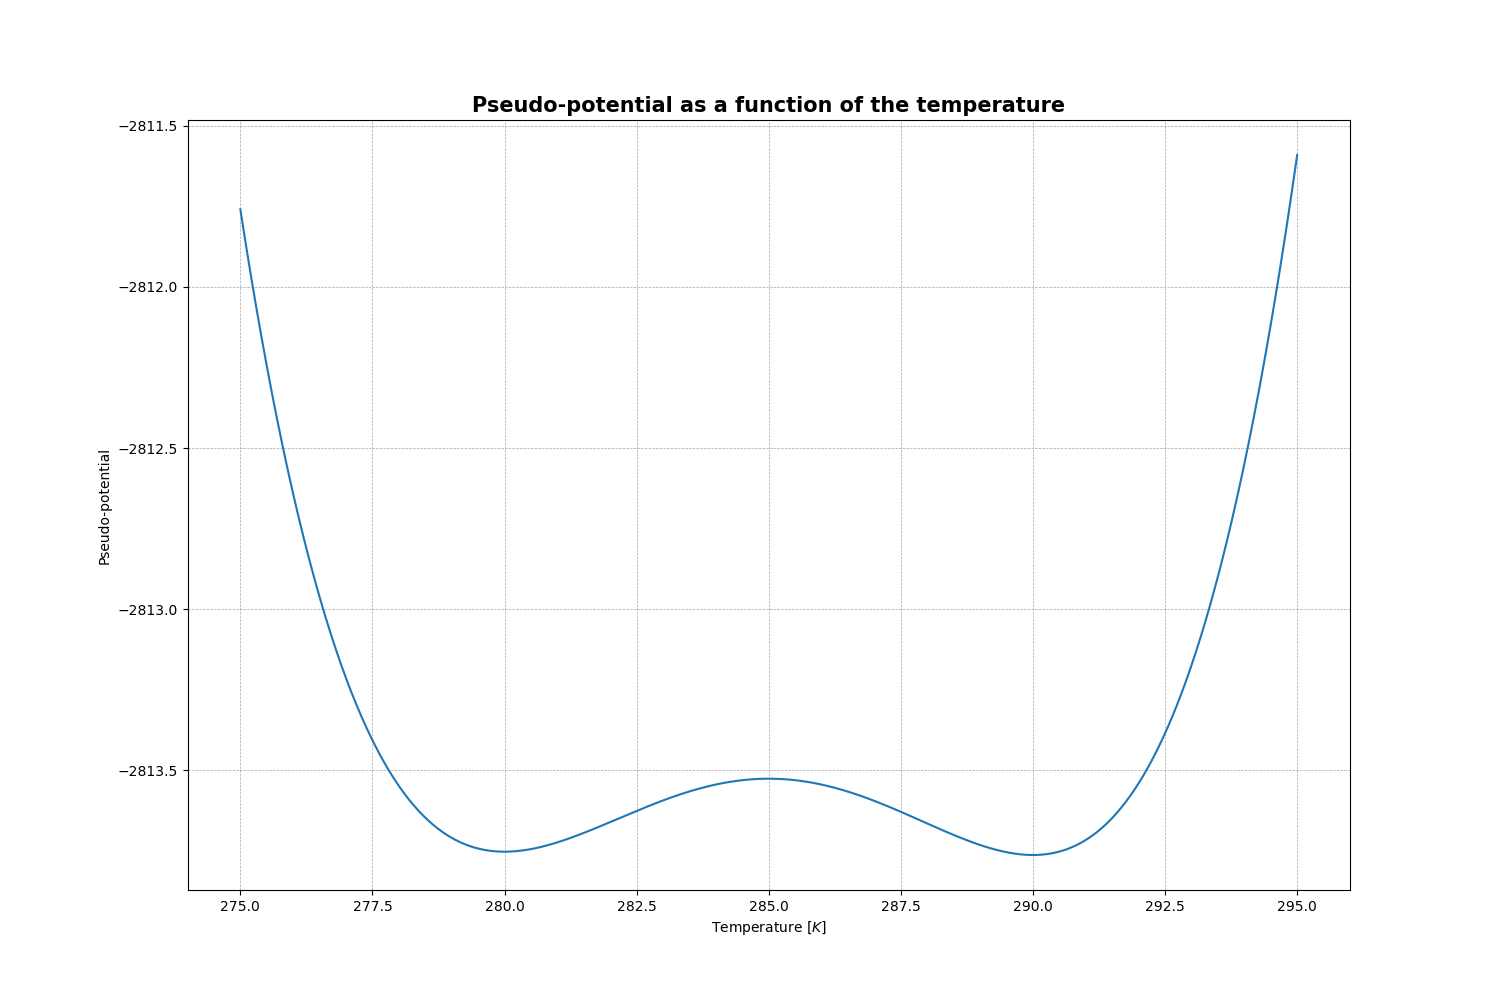 Pseudo-potential as a function of the temperature
−2811.5
−2812.0
−2812.5
−2813.0
−2813.5
Pseudo-potential
275.0 277.5 280.0 282.5 285.0 287.5 290.0 292.5 295.0
Temperature [K]